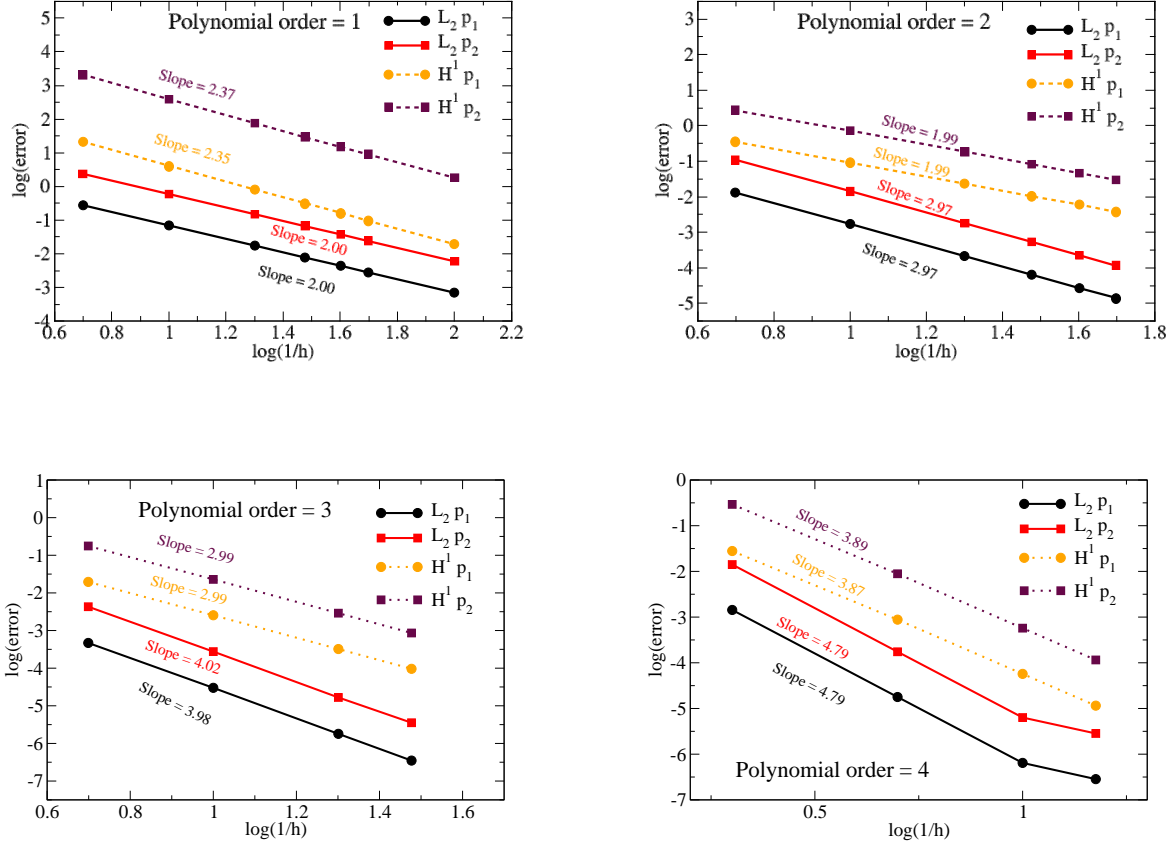 Polynomial order = 1
L2 p1
L2 p2
H1 p1
H1 p2
Slope = 2.37
Slope = 2.35
Slope = 2.00
Slope = 2.00
log(error)
5
4
3
2
1
0
-1
-2
-3
-4
0.6 0.8 1 1.2 1.4 1.6 1.8 2 2.2
log(1/h)
Polynomial order = 2
L2 p1
L2 p2
H1 p1
H1 p2
Slope = 1.99
Slope = 1.99
Slope = 2.97
Slope = 2.97
log(error)
3
2
1
0
-1
-2
-3
-4
-5
0.6 0.8 1 1.2 1.4 1.6 1.8
log(1/h)
Polynomial order = 3
L2 p1
L2 p2
H1 p1
H1 p2
Slope = 2.99
Slope = 2.99
Slope = 4.02
Slope = 3.98
log(error)
1
0
-1
-2
-3
-4
-5
-6
-7
0.6 0.8 1 1.2 1.4 1.6
log(1/h)
L2 p1
L2 p2
H1 p1
H1 p2
Slope = 3.89
Slope = 3.87
Slope = 4.79
Slope = 4.79
Polynomial order = 4
log(error)
0
-1
-2
-3
-4
-5
-6
-7
0.5 1
log(1/h)